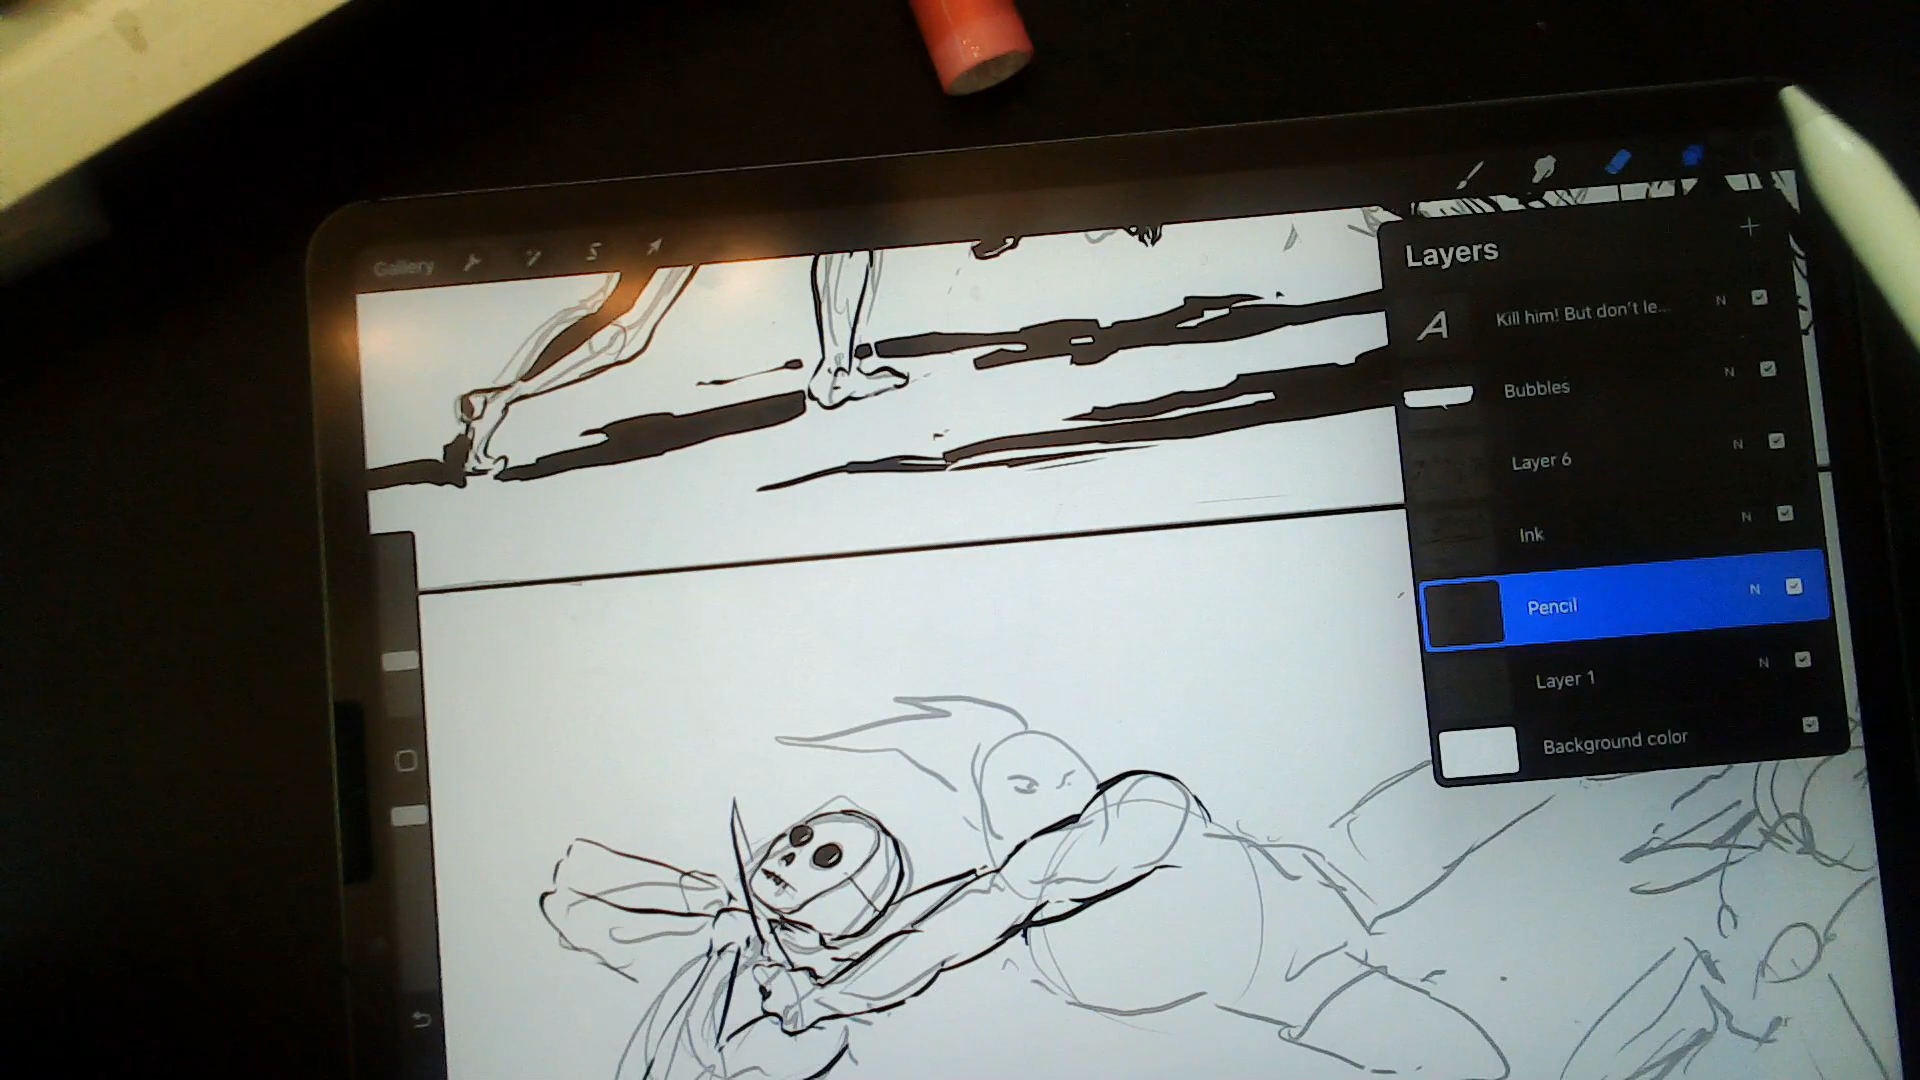 Gallery
Layers
A Kill him! But don't le... N
Bubbles N
Layer 6 N
Ink N
Pencil N
Layer 1 N
Background color